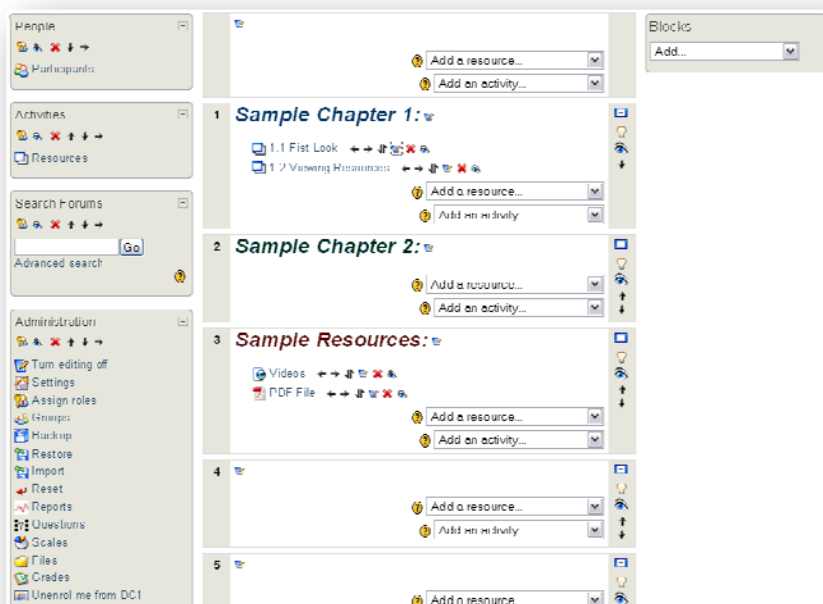 People
Participants
Activities
Resources
Search Forums
Go
Advanced search
Administration
Turn editing off
Settings
Assign roles
Groups
Backup
Restore
Import
Reset
Reports
Questions
Scales
Files
Grades
Unenrol me from DC1
Add a resource...
Add an activity...
1 Sample Chapter 1:
1.1 Fist Look
1.2 Viewing Resources
Add a resource...
Add an activity
2 Sample Chapter 2:
Add a resource...
Add an activity...
3 Sample Resources:
Videos
PDF File
Add a resource...
Add an activity...
4
Add a resource...
Add an activity
5
Add a resource
Blocks
Add...